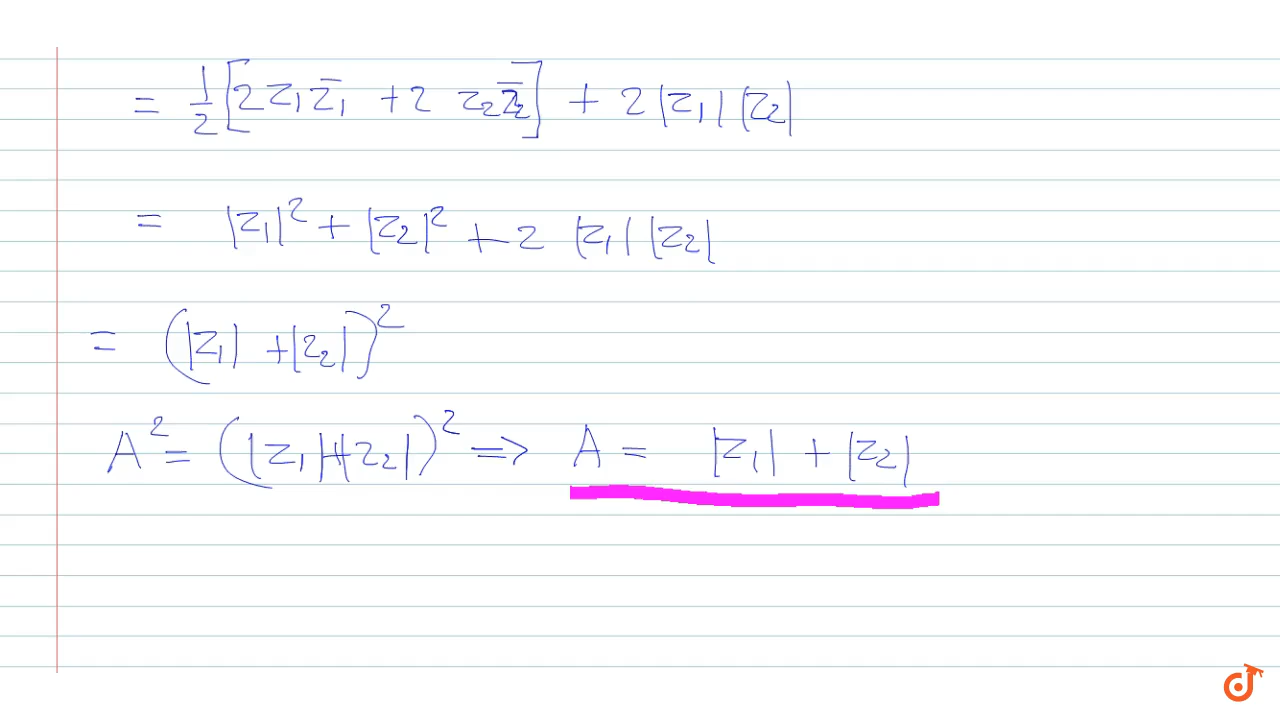 = 1/2 [2 z₁z̄₁ + 2 z₂z̄₂] + 2 |z₁| |z₂|
= |z₁|² + |z₂|² + 2 |z₁| |z₂|
= (|z₁| + |z₂|)²
A² = (|z₁|+|z₂|)² ⇒ A = |z₁| + |z₂|